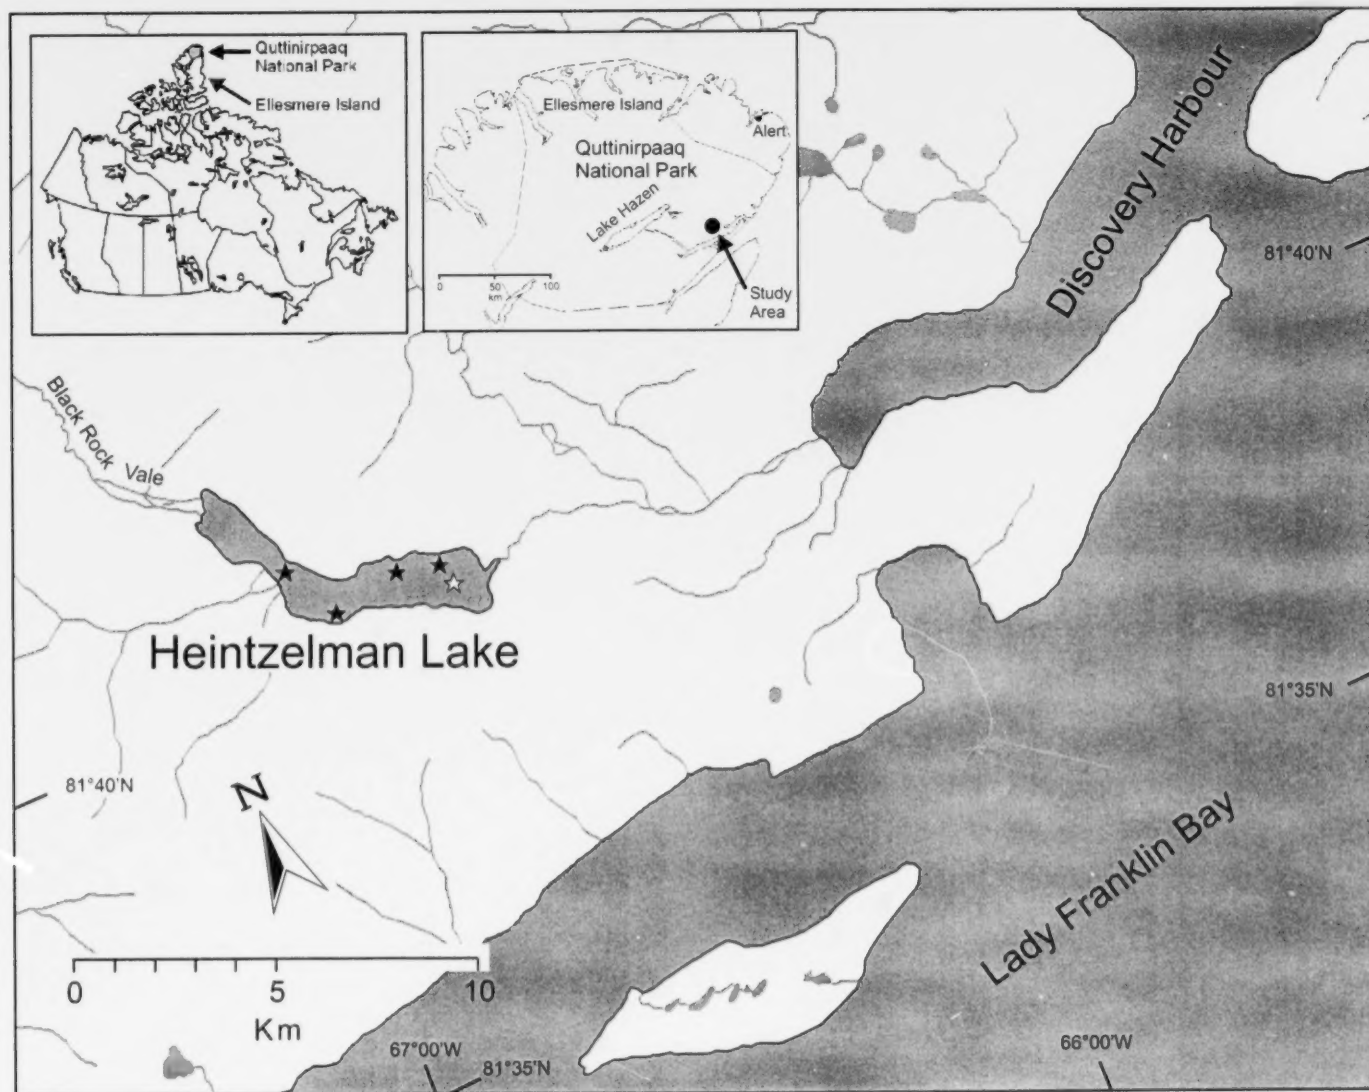 Quttinirpaaq
National Park
Ellesmere Island
Ellesmere Island
Alert
Quttinirpaaq
National Park
Lake Hazen
0 50 100
km
Study
Area
Discovery Harbour
81°40'N
Black Rock Vale
Heintzelman Lake
81°35'N
81°40'N
N
Lady Franklin Bay
0 5 10
Km
67°00'W
81°35'N
66°00'W